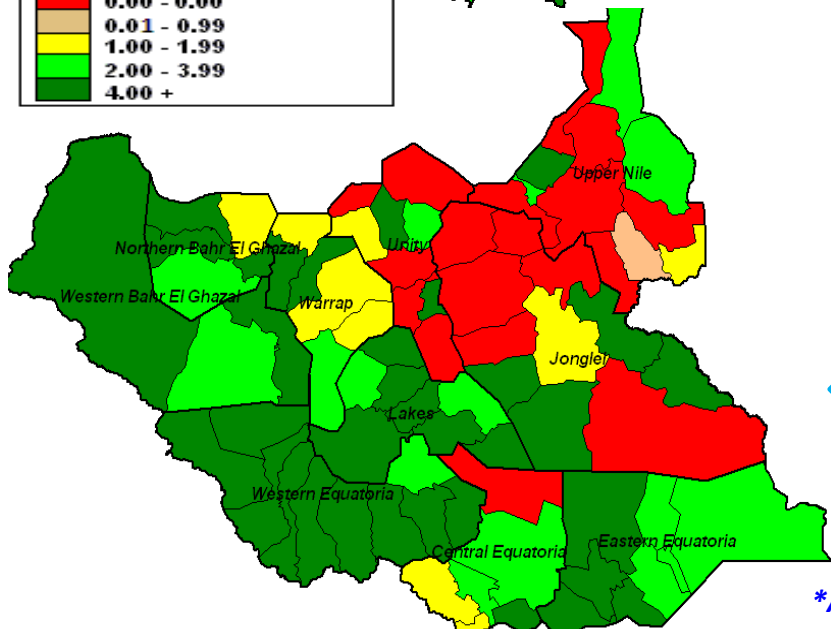 0.00 - 0.00
0.01 - 0.99
1.00 - 1.99
2.00 - 3.99
4.00 +
Upper Nile
Northern Bahr El Ghazal
Unity
Western Bahr El Ghazal
Warrap
Jonglei
Lakes
Western Equatoria
Central Equatoria
Eastern Equatoria